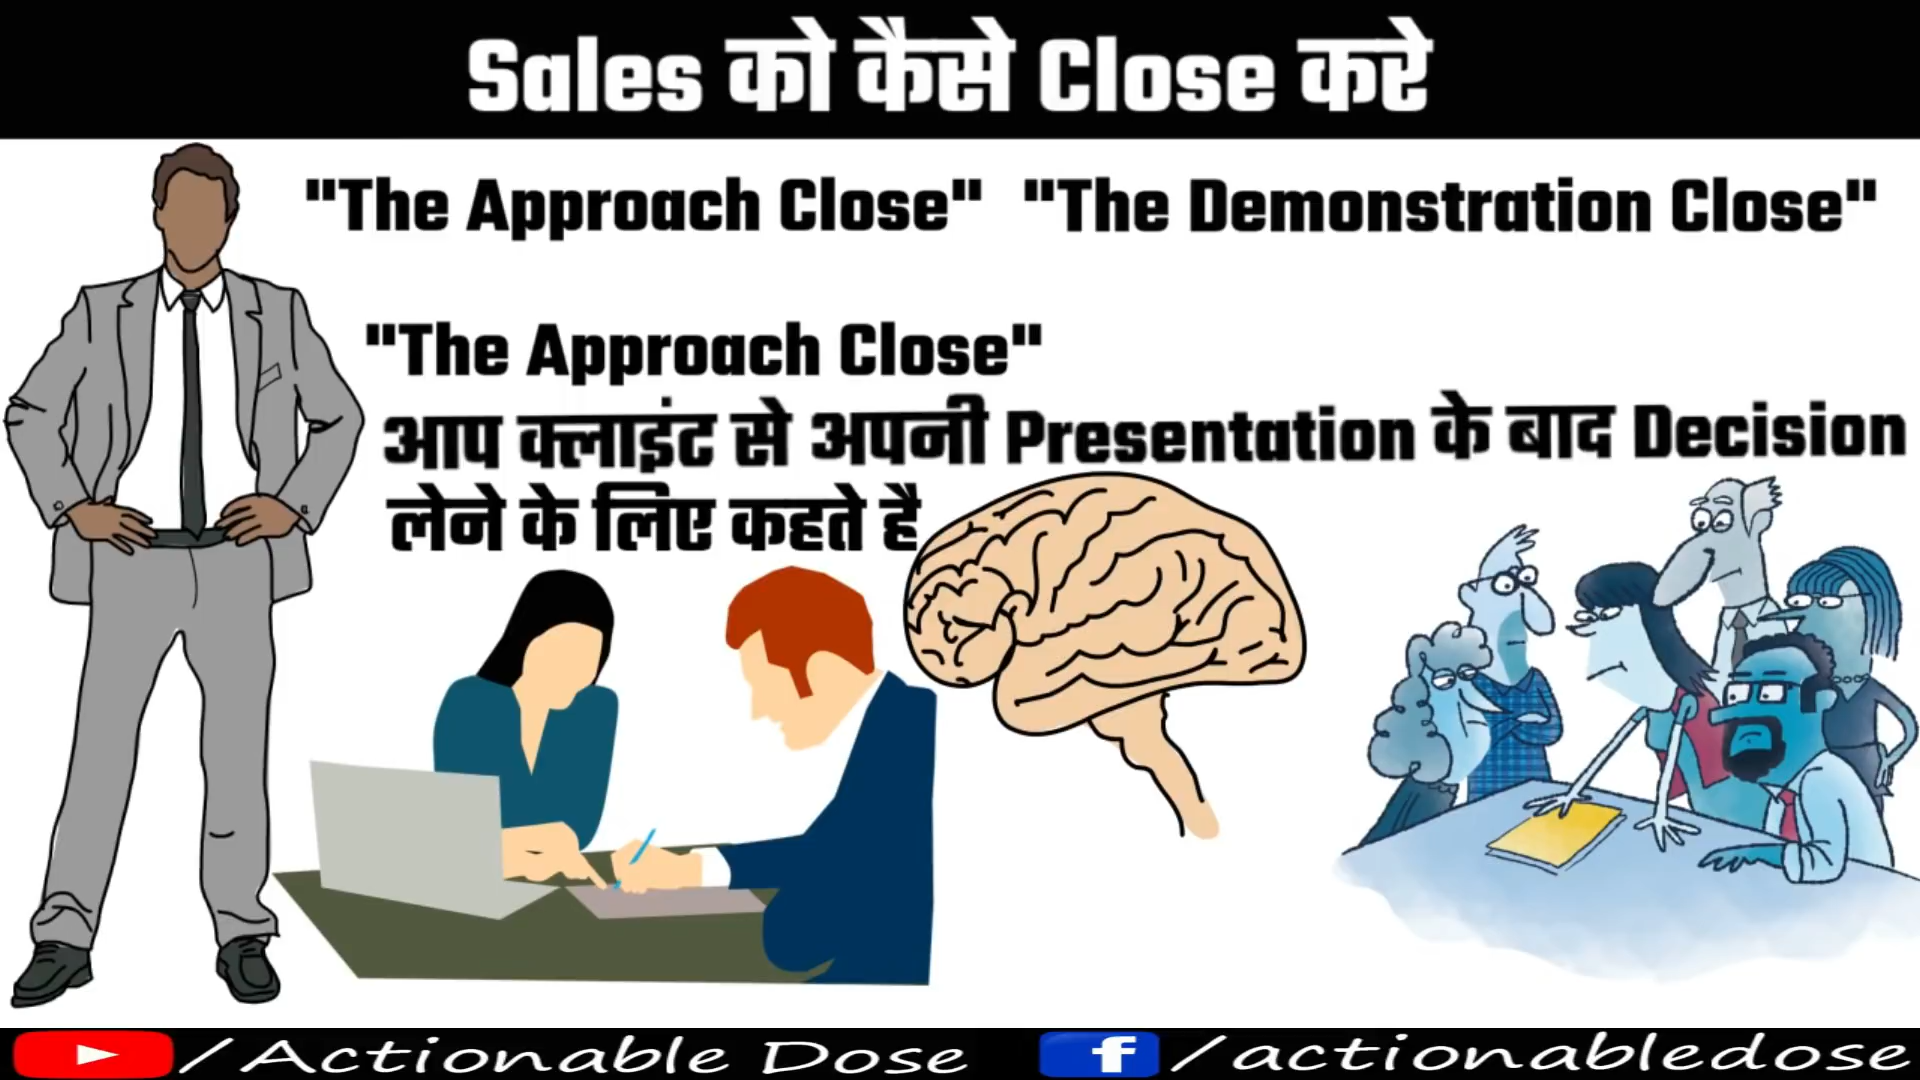 Sales को कैसे Close करे
"The Approach Close" "The Demonstration Close"
"The Approach Close"
आप क्लाइंट से अपनी Presentation के बाद Decision
लेने के लिए कहते है
/Actionable Dose f/actionabledose